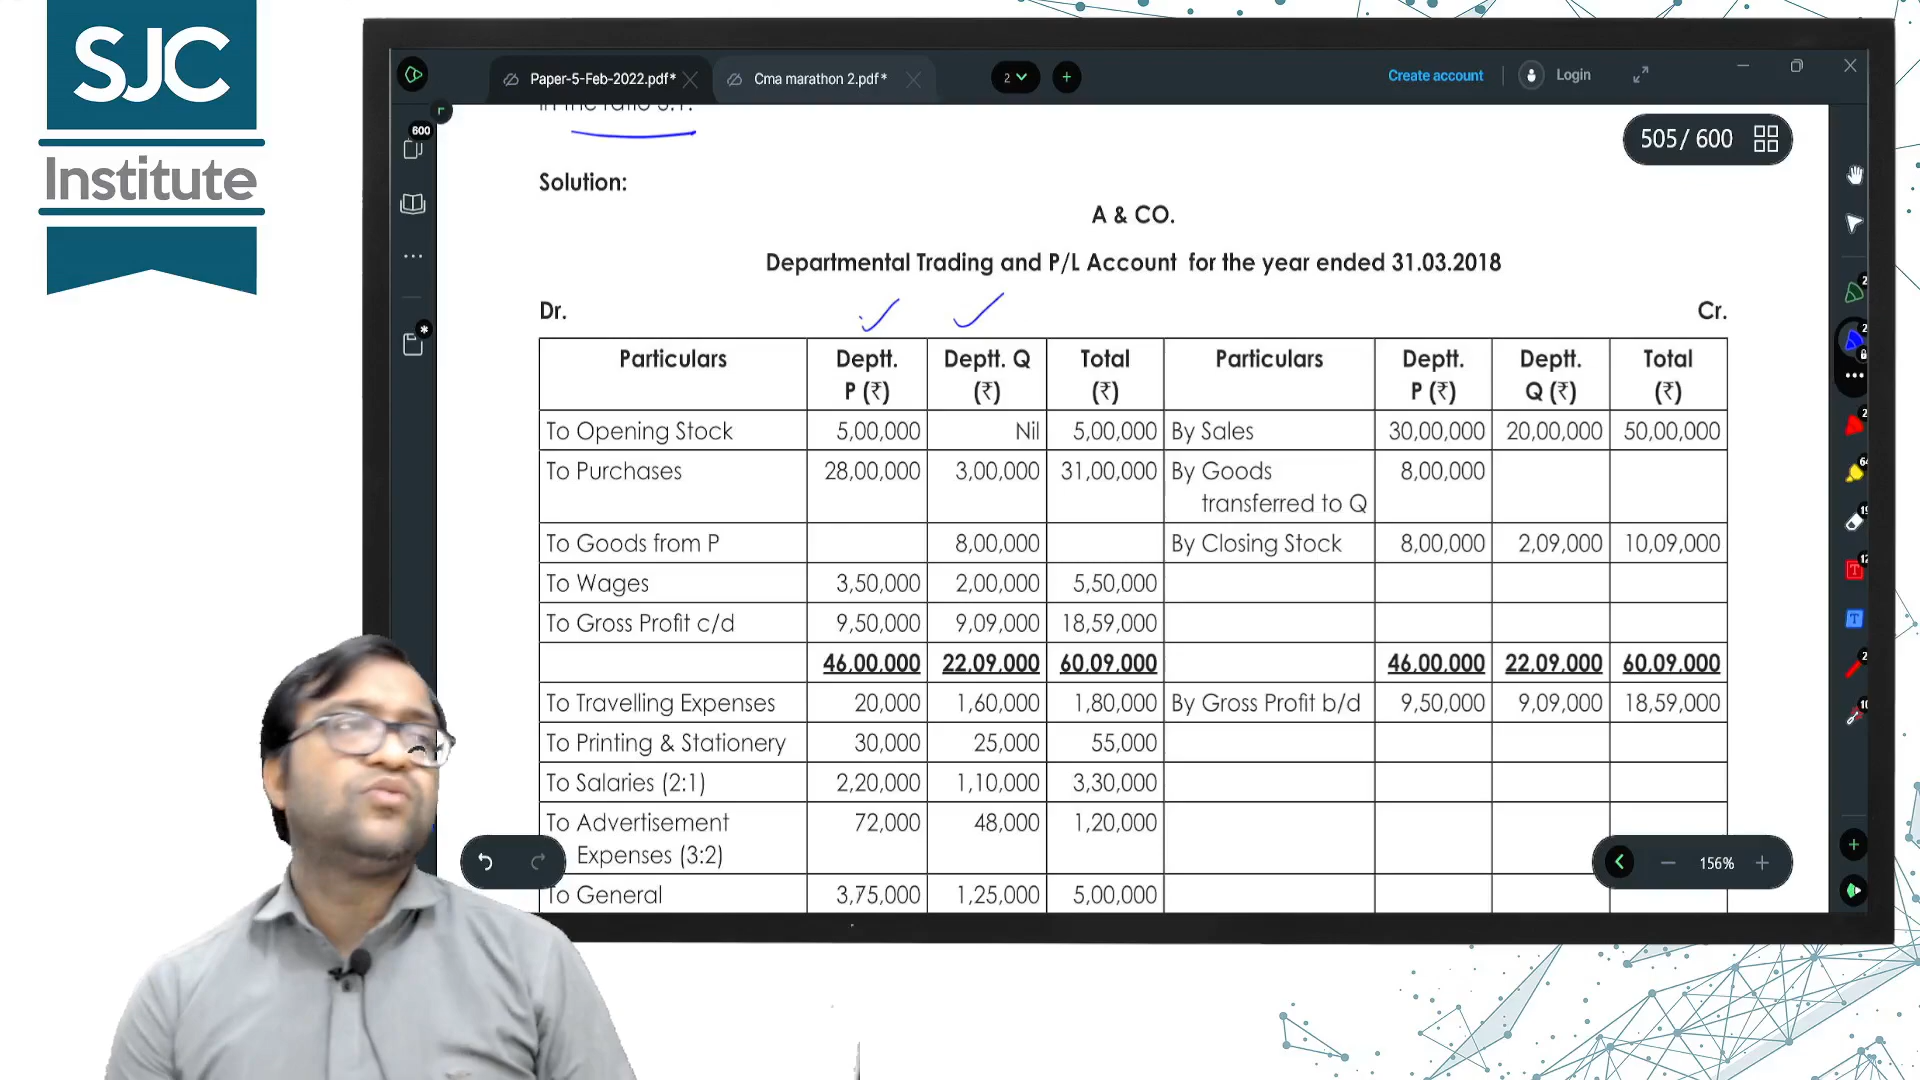 SJC
Institute
Paper-5-Feb-2022.pdf*
Cma marathon 2.pdf*
2
Create account
Login
600
505/ 600
in the ratio 3:1.
Solution:
A & CO.
Departmental Trading and P/L Account for the year ended 31.03.2018
Dr. Cr.
Particulars Deptt. P (₹) Deptt. Q (₹) Total (₹) Particulars Deptt. P (₹) Deptt. Q (₹) Total (₹)
To Opening Stock 5,00,000 Nil 5,00,000 By Sales 30,00,000 20,00,000 50,00,000
To Purchases 28,00,000 3,00,000 31,00,000 By Goods 8,00,000
transferred to Q
To Goods from P 8,00,000 By Closing Stock 8,00,000 2,09,000 10,09,000
To Wages 3,50,000 2,00,000 5,50,000
To Gross Profit c/d 9,50,000 9,09,000 18,59,000
46,00,000 22,09,000 60,09,000 46,00,000 22,09,000 60,09,000
To Travelling Expenses 20,000 1,60,000 1,80,000 By Gross Profit b/d 9,50,000 9,09,000 18,59,000
To Printing & Stationery 30,000 25,000 55,000
To Salaries (2:1) 2,20,000 1,10,000 3,30,000
To Advertisement 72,000 48,000 1,20,000
Expenses (3:2)
To General 3,75,000 1,25,000 5,00,000
156%